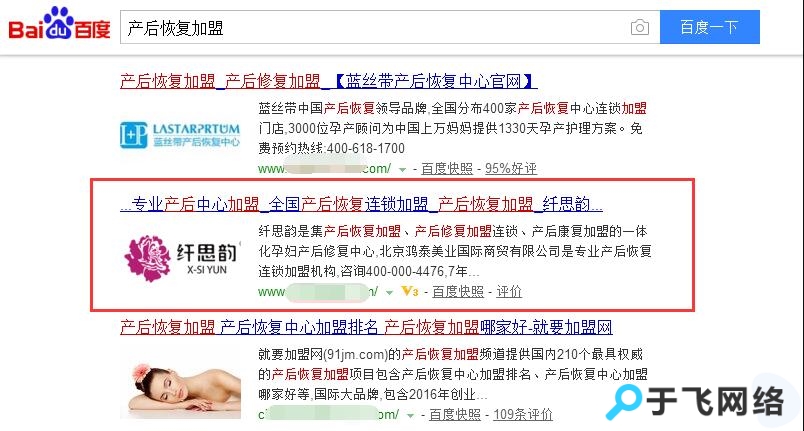 Bai du 百度
产后恢复加盟
百度一下
产后恢复加盟_产后修复加盟_【蓝丝带产后恢复中心官网】
L+P LASTARPRTUM
蓝丝带产后恢复中心
蓝丝带中国产后恢复领导品牌,全国分布400家产后恢复中心连锁加盟
门店,3000位孕产顾问为中国上万妈妈提供1330天孕产护理方案。免
费预约热线:400-618-1700
www. com/ - 百度快照 - 95%好评
...专业产后中心加盟_全国产后恢复连锁加盟_产后恢复加盟_纤思韵...
纤思韵
X-SI YUN
纤思韵是集产后恢复加盟、产后修复加盟连锁、产后康复加盟的一体
化孕妇产后修复中心,北京鸿泰美业国际商贸有限公司是专业产后恢复
连锁加盟机构,咨询400-000-4476,7年...
www. / V3 - 百度快照 - 评价
产后恢复加盟 产后恢复中心加盟排名 产后恢复加盟哪家好-就要加盟网
就要加盟网(91jm.com)的产后恢复加盟频道提供国内210个最具权威
的产后恢复加盟项目包含产后恢复加盟排名、产后恢复中心加盟
哪家好等,国际大品牌,包含2016年创业...
com/ - 百度快照 - 109条评价
于飞网络